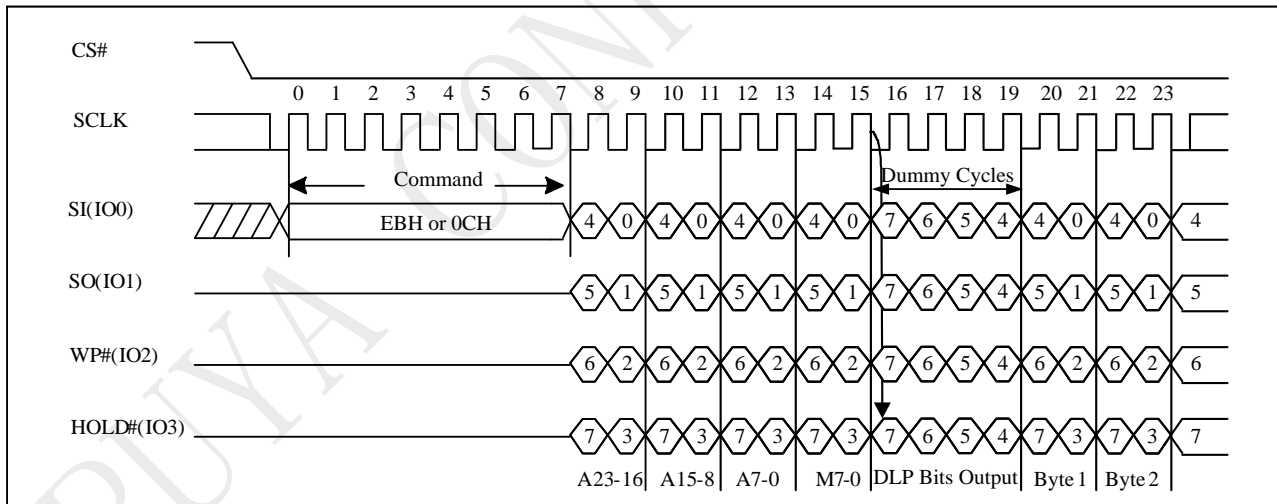 CS#
0 1 2 3 4 5 6 7 8 9 10 11 12 13 14 15 16 17 18 19 20 21 22 23
SCLK
Command
Dummy Cycles
SI(IO0)
EBH or 0CH
4 0 4 0 4 0 4 0 7 6 5 4 4 0 4 0 4
SO(IO1)
5 1 5 1 5 1 5 1 7 6 5 4 5 1 5 1 5
WP#(IO2)
6 2 6 2 6 2 6 2 7 6 5 4 6 2 6 2 6
HOLD#(IO3)
7 3 7 3 7 3 7 3 7 6 5 4 7 3 7 3 7
A23-16 A15-8 A7-0 M7-0 DLP Bits Output Byte 1 Byte 2
PUYA CONF